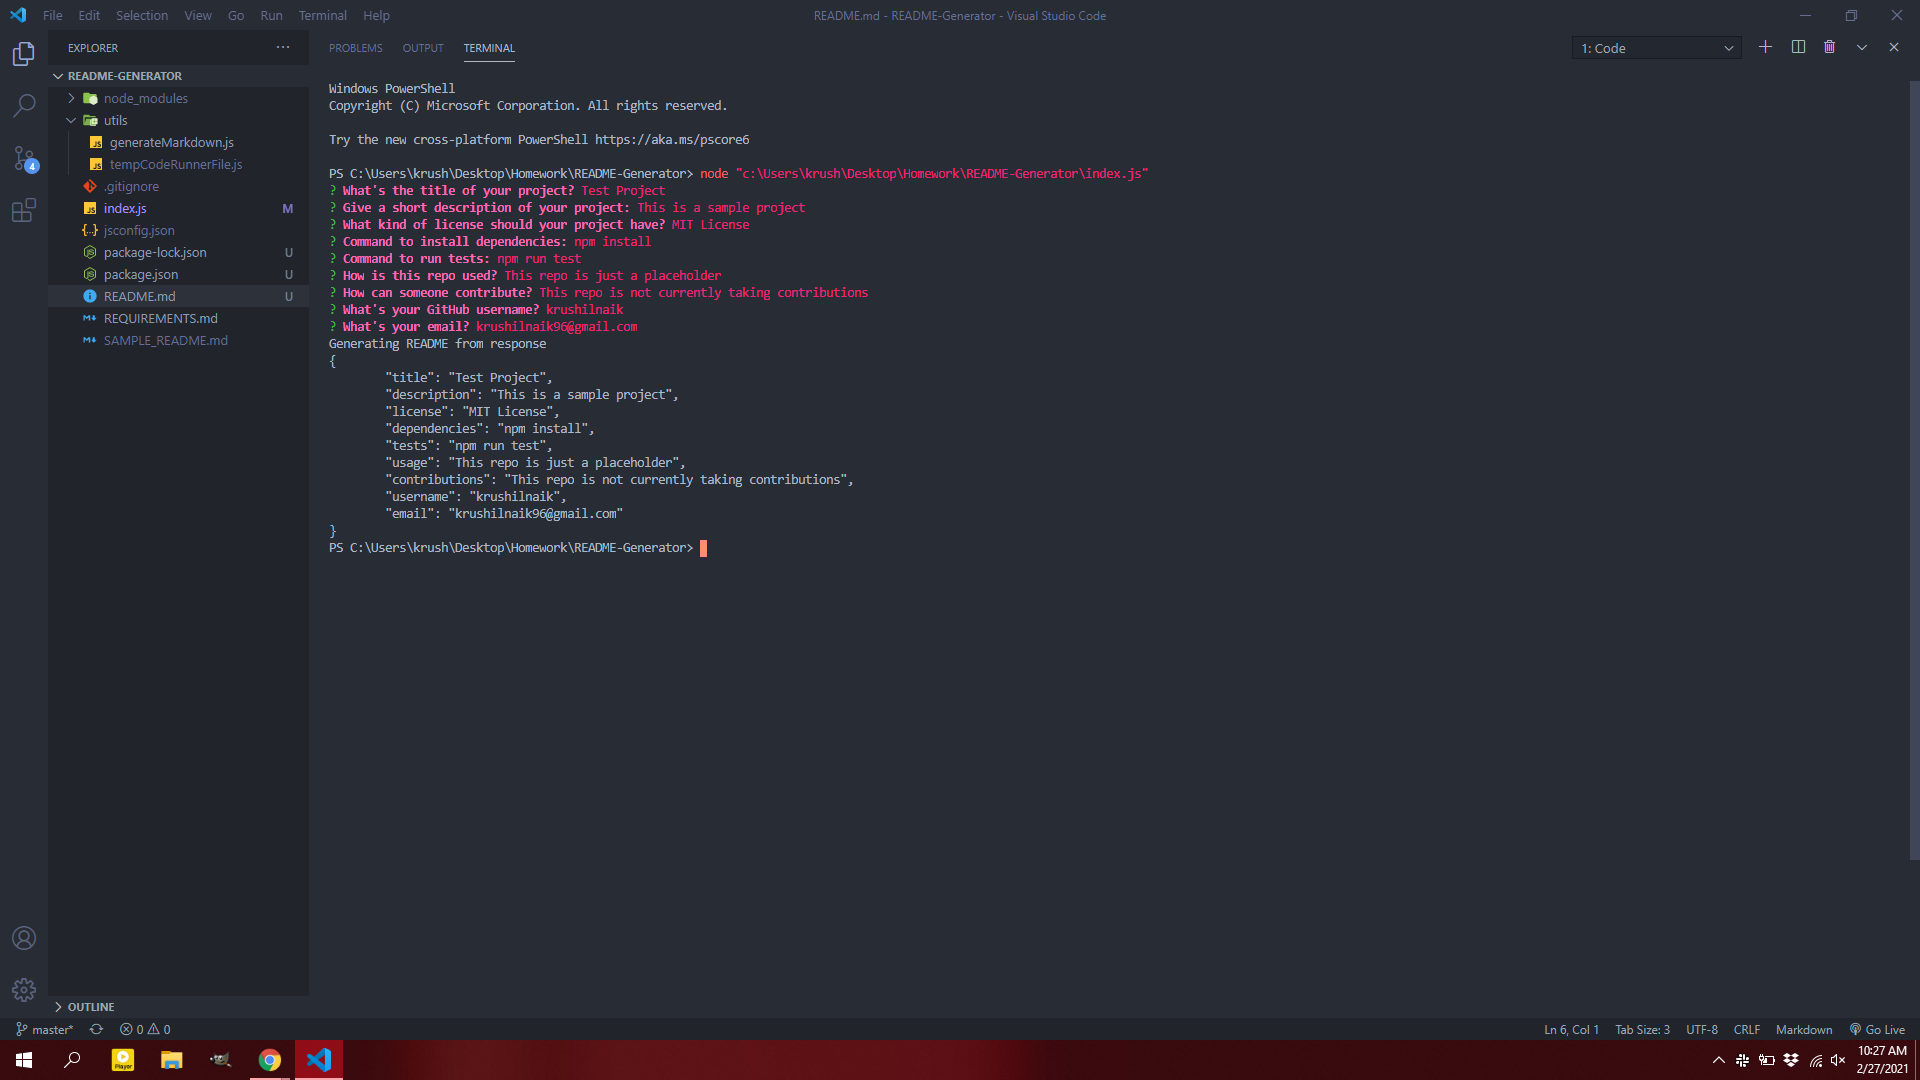 File Edit Selection View Go Run Terminal Help
README.md - README-Generator - Visual Studio Code
EXPLORER
README-GENERATOR
node_modules
utils
generateMarkdown.js
tempCodeRunnerFile.js
.gitignore
index.js M
jsconfig.json
package-lock.json U
package.json U
README.md U
REQUIREMENTS.md
SAMPLE_README.md
OUTLINE
4
PROBLEMS OUTPUT TERMINAL
1: Code
Windows PowerShell
Copyright (C) Microsoft Corporation. All rights reserved.
Try the new cross-platform PowerShell https://aka.ms/pscore6
PS C:\Users\krush\Desktop\Homework\README-Generator> node "c:\Users\krush\Desktop\Homework\README-Generator\index.js"
? What's the title of your project? Test Project
? Give a short description of your project: This is a sample project
? What kind of license should your project have? MIT License
? Command to install dependencies: npm install
? Command to run tests: npm run test
? How is this repo used? This repo is just a placeholder
? How can someone contribute? This repo is not currently taking contributions
? What's your GitHub username? krushilnaik
? What's your email? krushilnaik96@gmail.com
Generating README from response
{
"title": "Test Project",
"description": "This is a sample project",
"license": "MIT License",
"dependencies": "npm install",
"tests": "npm run test",
"usage": "This repo is just a placeholder",
"contributions": "This repo is not currently taking contributions",
"username": "krushilnaik",
"email": "krushilnaik96@gmail.com"
}
PS C:\Users\krush\Desktop\Homework\README-Generator>
master* 0 0
Ln 6, Col 1 Tab Size: 3 UTF-8 CRLF Markdown Go Live
Player
10:27 AM
2/27/2021